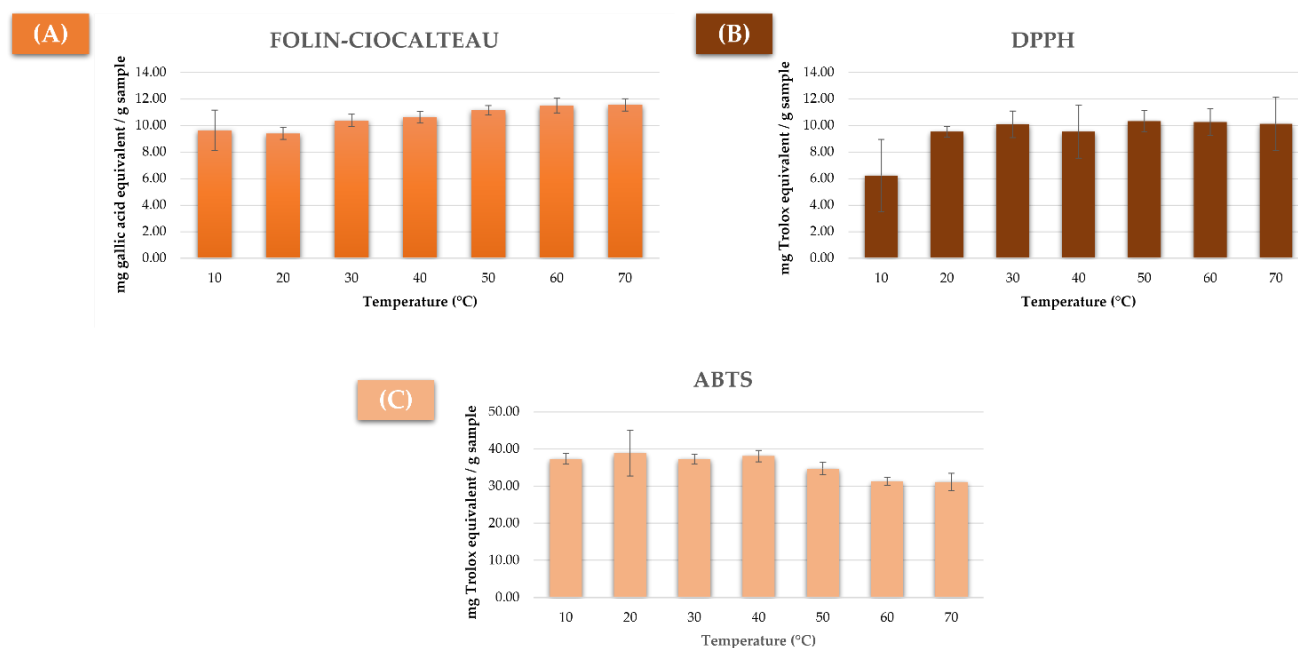 (A)
FOLIN-CIOCALTEAU
mg gallic acid equivalent / g sample
14.00
12.00
10.00
8.00
6.00
4.00
2.00
0.00
10 20 30 40 50 60 70
Temperature (°C)
(B)
DPPH
mg Trolox equivalent / g sample
14.00
12.00
10.00
8.00
6.00
4.00
2.00
0.00
10 20 30 40 50 60 70
Temperature (°C)
(C)
ABTS
mg Trolox equivalent / g sample
50.00
40.00
30.00
20.00
10.00
0.00
10 20 30 40 50 60 70
Temperature (°C)